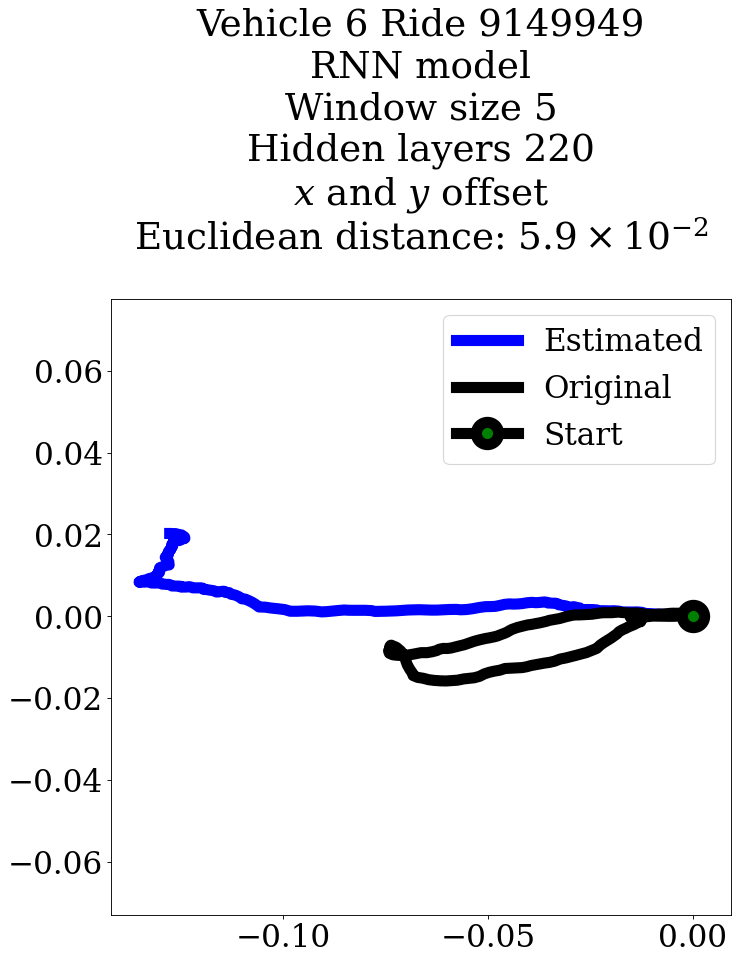 Vehicle 6 Ride 9149949
RNN model
Window size 5
Hidden layers 220
x and y offset
Euclidean distance: 5.9 × 10⁻²
Estimated
Original
Start
0.06
0.04
0.02
0.00
−0.02
−0.04
−0.06
−0.10
−0.05
0.00